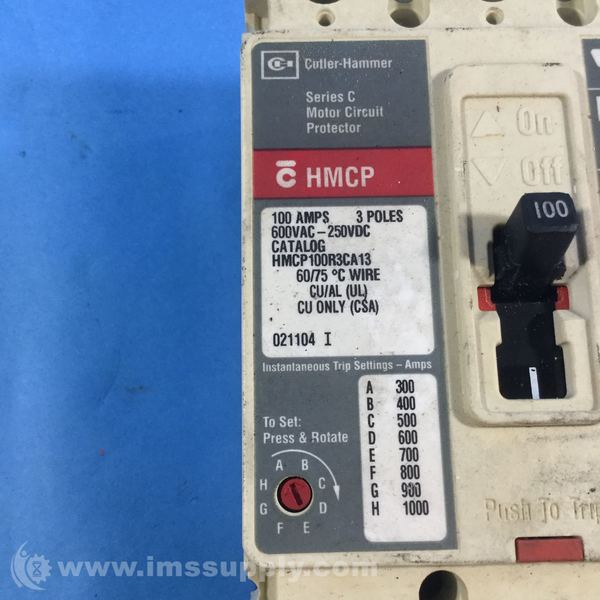 Cutler-Hammer
Series C
Motor Circuit
Protector
HMCP
100 AMPS 3 POLES
600VAC-250VDC
CATALOG
HMCP100R3CA13
60/75 °C WIRE
CU/AL (UL)
CU ONLY (CSA)
021104 I
Instantaneous Trip Settings - Amps
A 300
B 400
C 500
D 600
E 700
F 800
G 900
H 1000
To Set:
Press & Rotate
A B
H C
G D
F E
On
Off
100
Push To Trip
www.imssupply.com